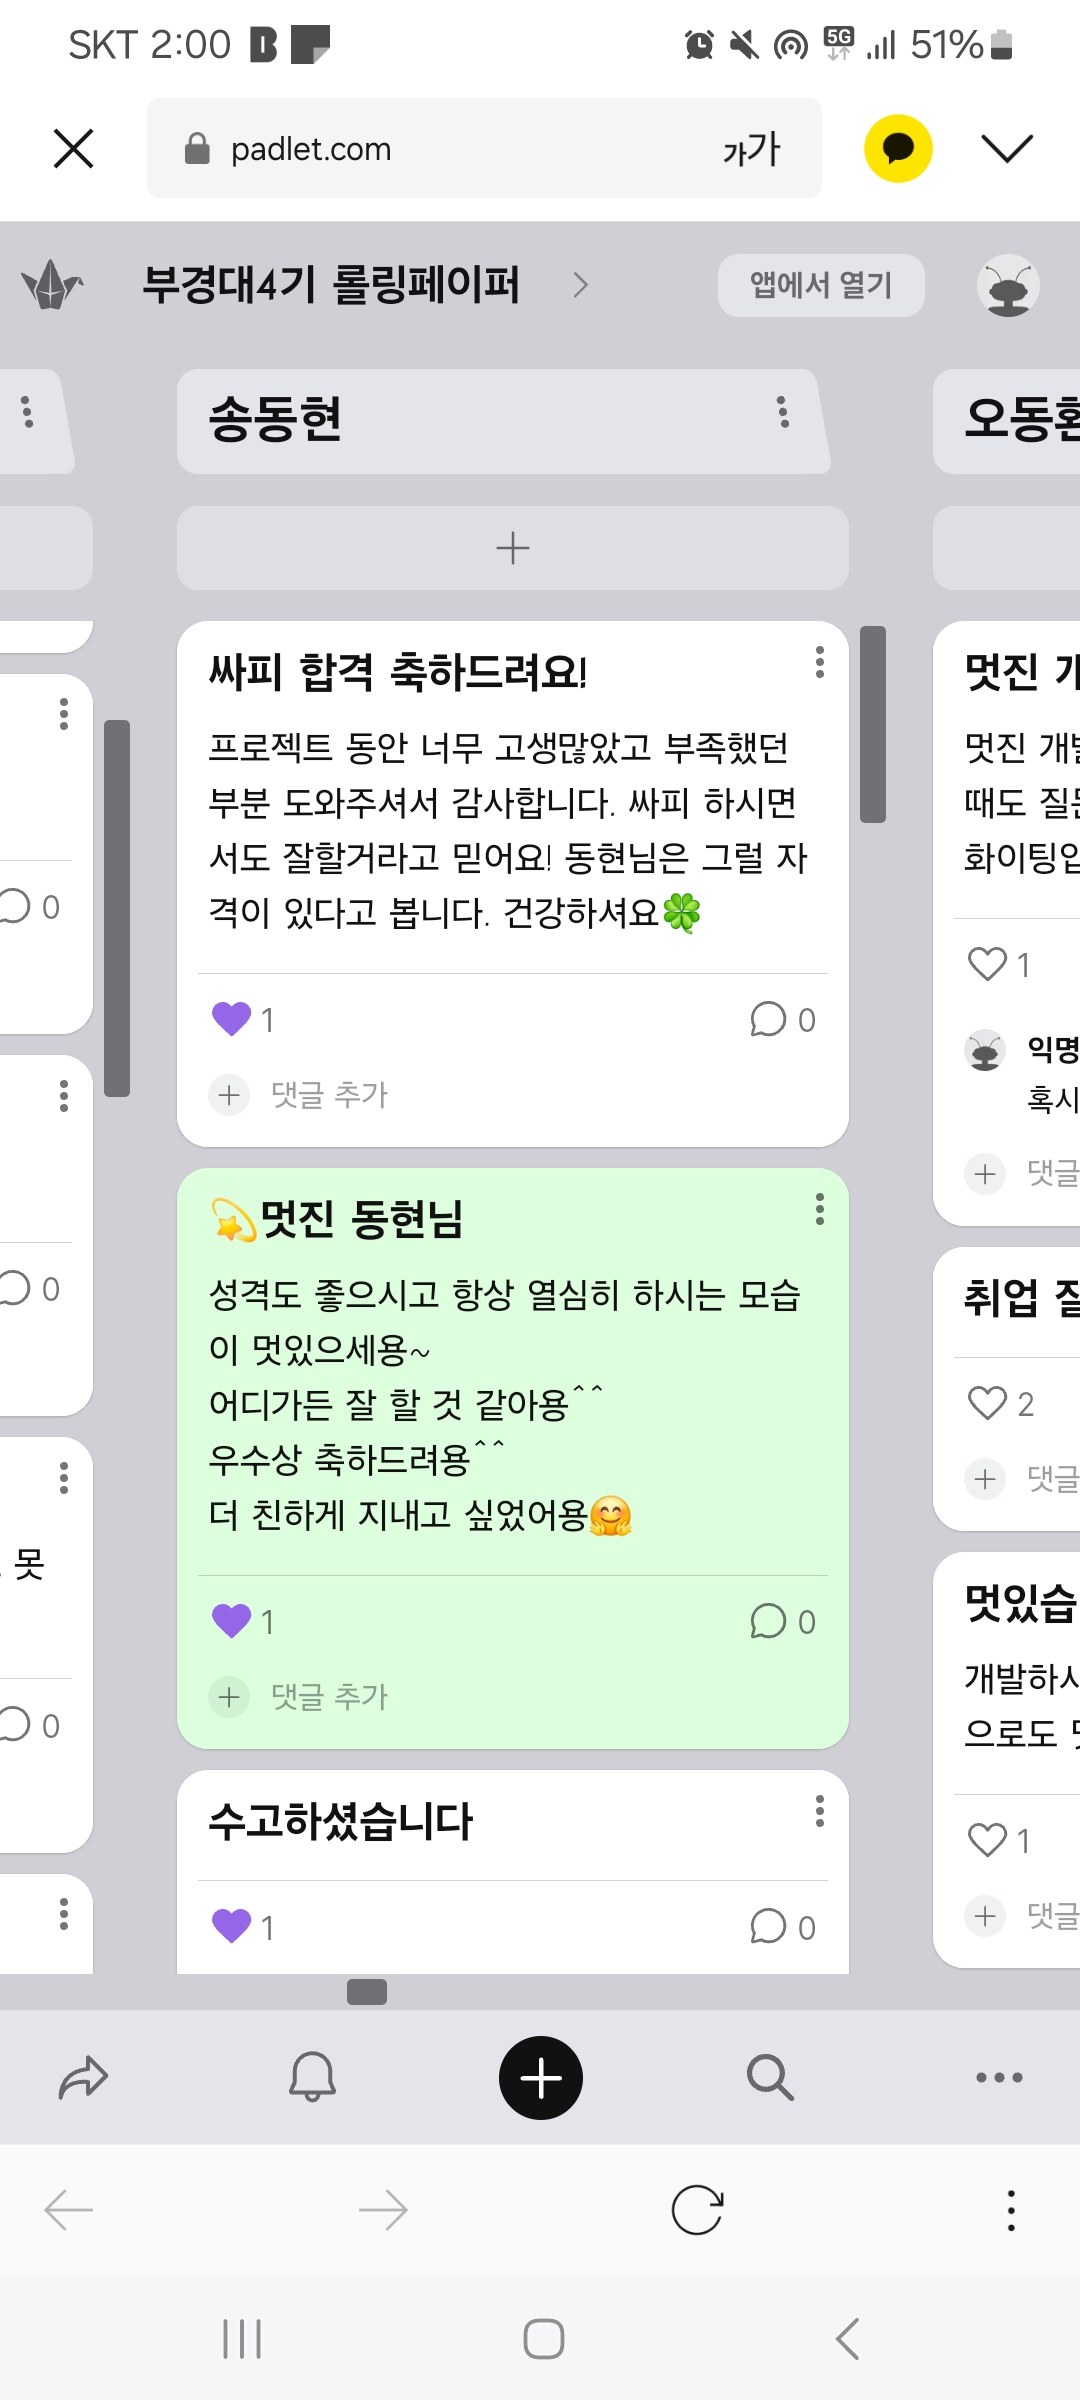 SKT 2:00
5G
51%
padlet.com
가가
부경대4기 롤링페이퍼
앱에서 열기
송동현
싸피 합격 축하드려요!
프로젝트 동안 너무 고생많았고 부족했던
부분 도와주셔서 감사합니다. 싸피 하시면
서도 잘할거라고 믿어요! 동현님은 그럴 자
격이 있다고 봅니다. 건강하셔요🍀
1
0
댓글 추가
💫멋진 동현님
성격도 좋으시고 항상 열심히 하시는 모습
이 멋있으세용~
어디가든 잘 할 것 같아용^^
우수상 축하드려용^^
더 친하게 지내고 싶었어용🤗
1
0
댓글 추가
수고하셨습니다
1
0
0
0
못
0
오동환
멋진
멋진 개발
때도 질문
화이팅입
1
익명
혹시
댓글
취업
2
댓글
멋있습
개발하시
으로도
1
댓글